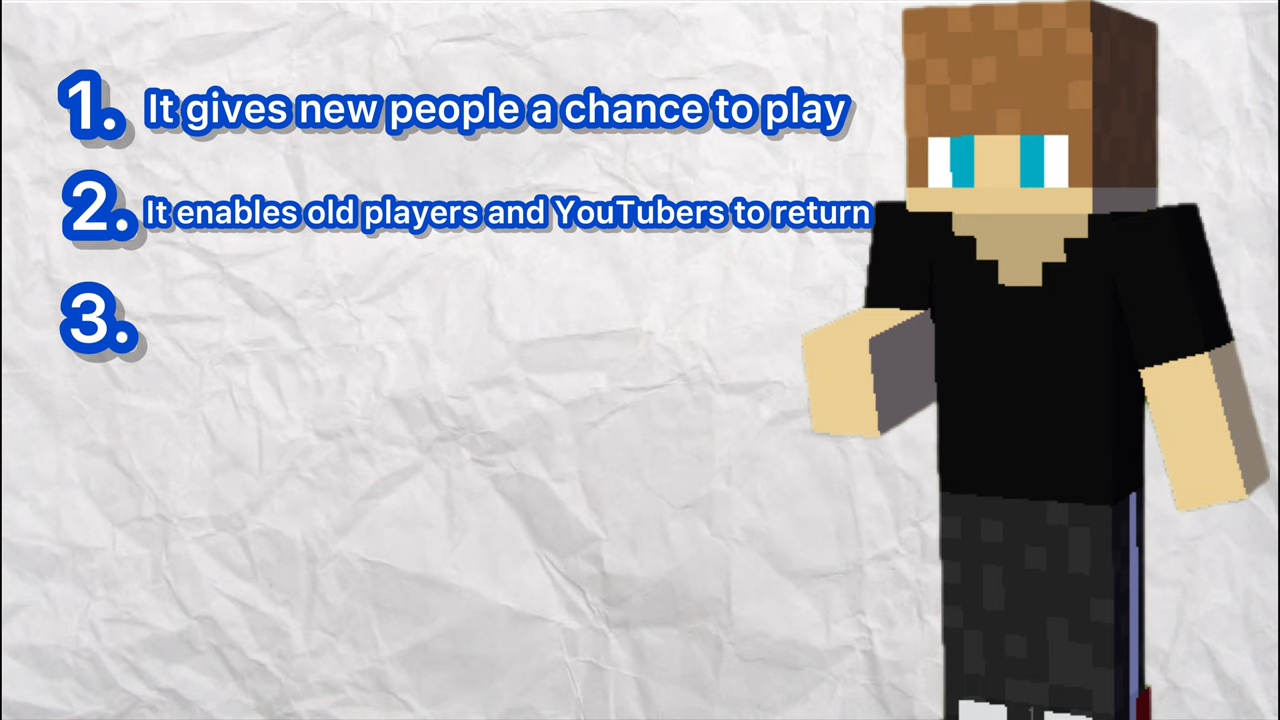 1. It gives new people a chance to play
2. It enables old players and YouTubers to return
3.